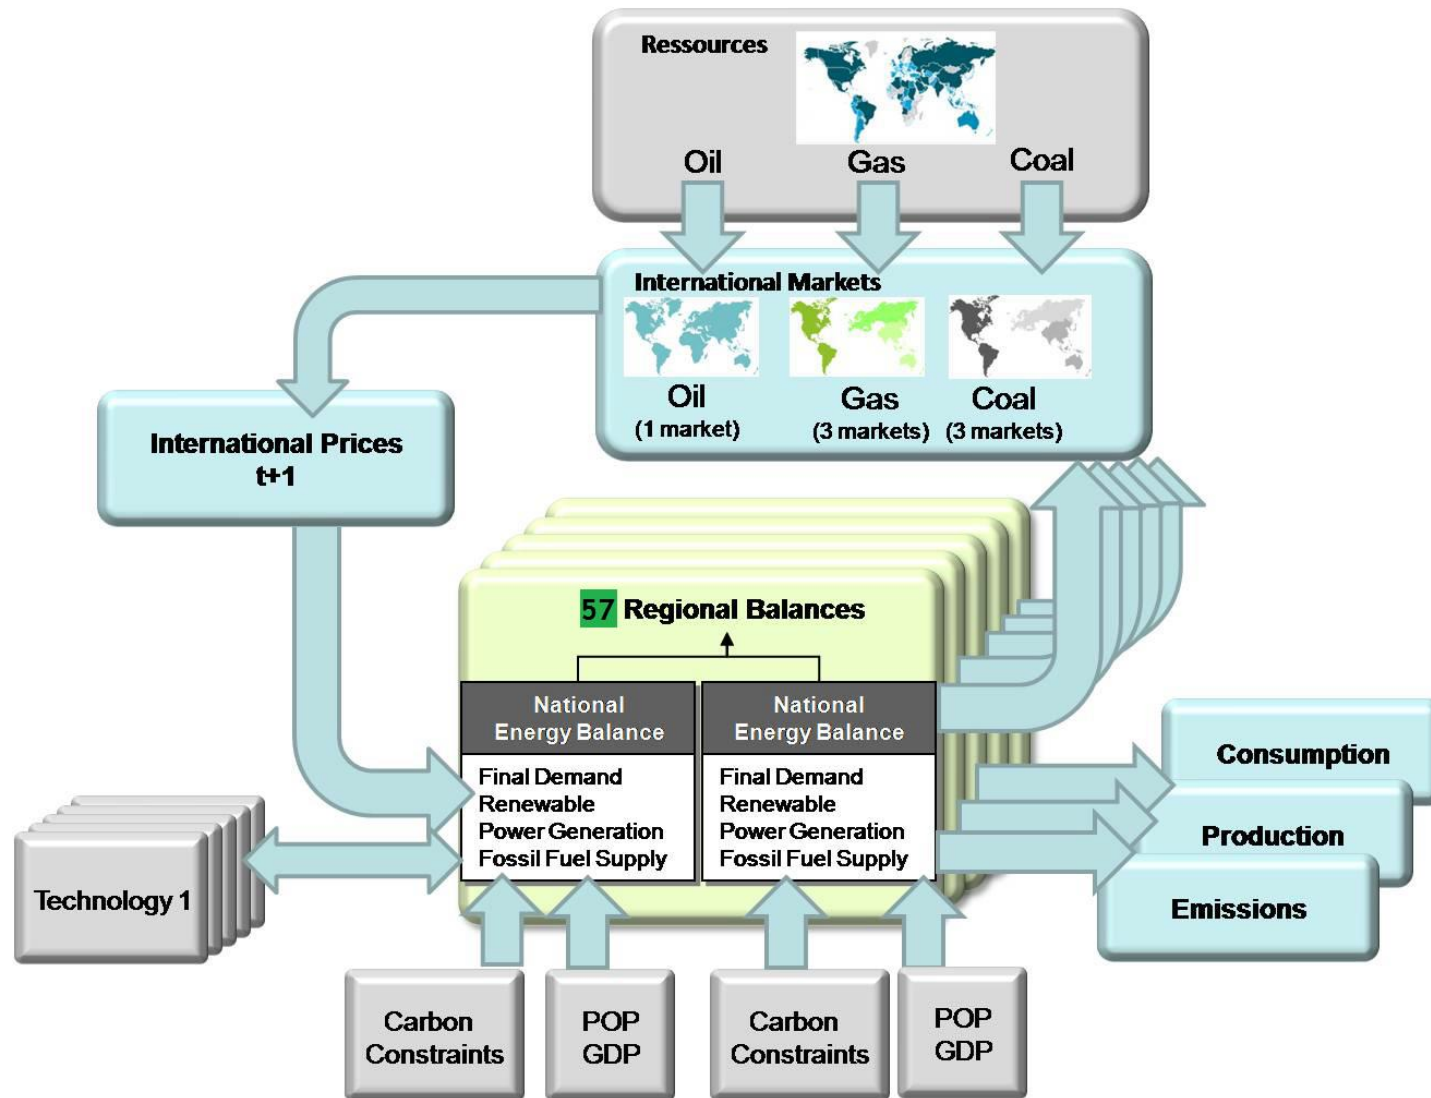 Ressources
Oil
Gas
Coal
International Markets
Oil
(1 market)
Gas
(3 markets)
Coal
(3 markets)
International Prices
t+1
57 Regional Balances
National
Energy Balance
Final Demand
Renewable
Power Generation
Fossil Fuel Supply
National
Energy Balance
Final Demand
Renewable
Power Generation
Fossil Fuel Supply
Consumption
Production
Emissions
Technology 1
Carbon
Constraints
POP
GDP
Carbon
Constraints
POP
GDP